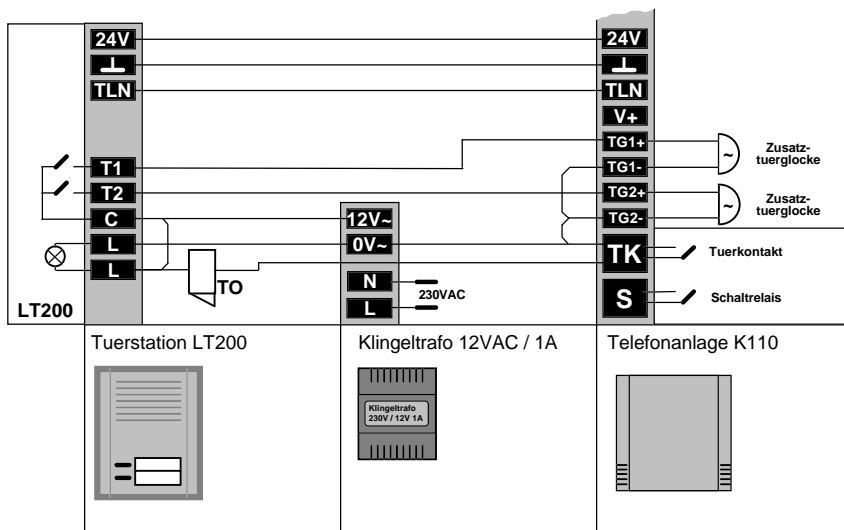 24V
TLN
T1
T2
C
L
L
LT200
TO
12V~
0V~
N
L
230VAC
24V
TLN
V+
TG1+
TG1-
TG2+
TG2-
TK
S
~
Zusatz-
tuerglocke
~
Zusatz-
tuerglocke
Tuerkontakt
Schaltrelais
Tuerstation LT200
Klingeltrafo 12VAC / 1A
Telefonanlage K110
Klingeltrafo
230V / 12V 1A